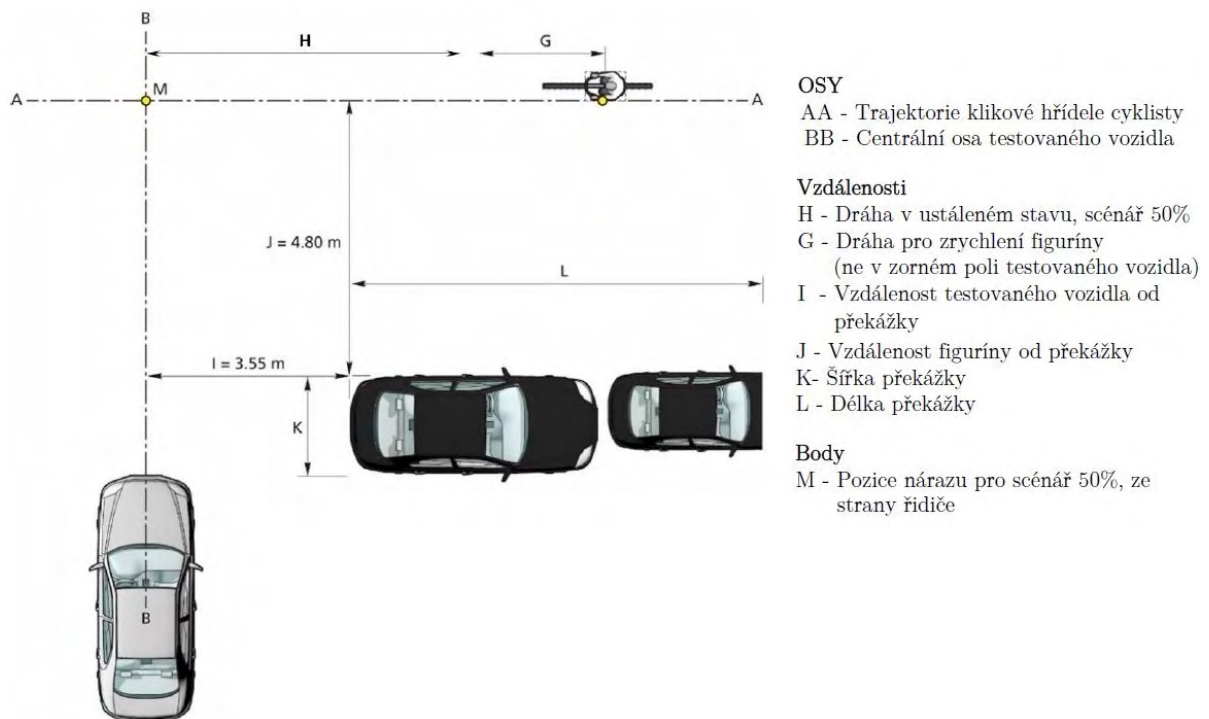 B
H
G
A
M
A
J = 4.80 m
L
I = 3.55 m
K
B
OSY
AA - Trajektorie klikové hřídele cyklisty
BB - Centrální osa testovaného vozidla
Vzdálenosti
H - Dráha v ustáleném stavu, scénář 50%
G - Dráha pro zrychlení figuríny
(ne v zorném poli testovaného vozidla)
I - Vzdálenost testovaného vozidla od
překážky
J - Vzdálenost figuríny od překážky
K- Šířka překážky
L - Délka překážky
Body
M - Pozice nárazu pro scénář 50%, ze
strany řidiče